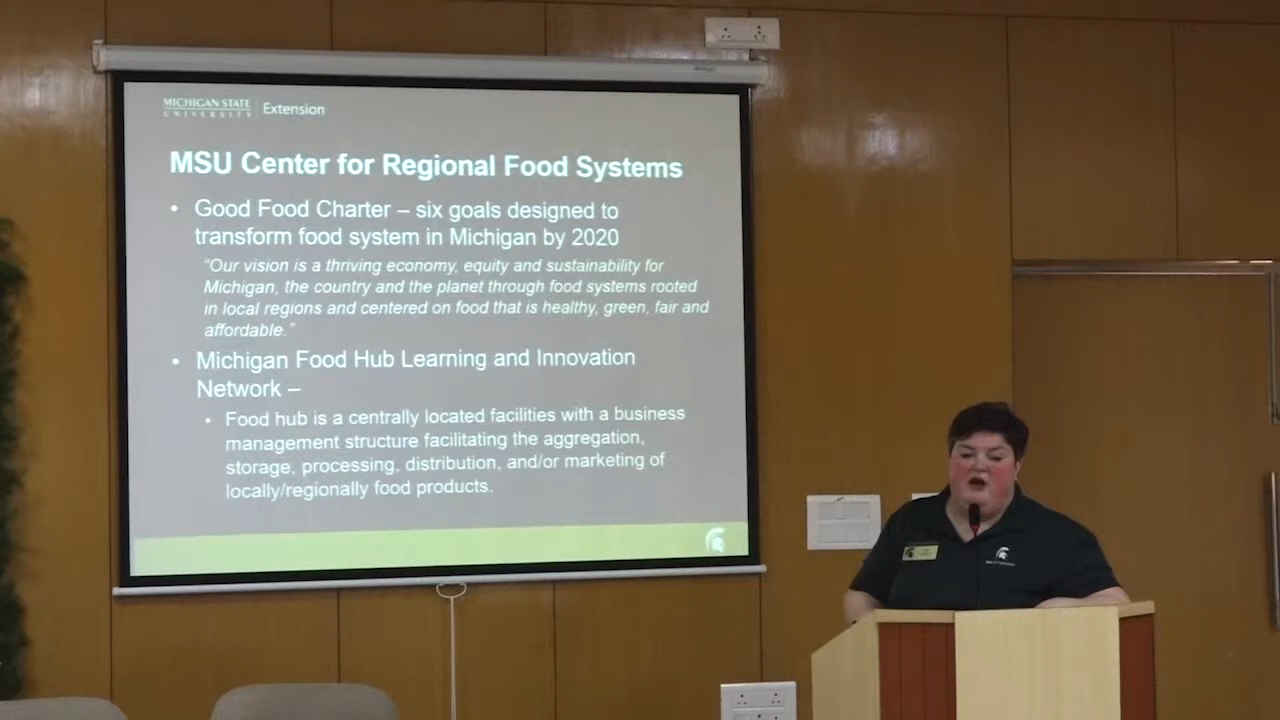 MICHIGAN STATE
UNIVERSITY
Extension
MSU Center for Regional Food Systems
• Good Food Charter – six goals designed to
transform food system in Michigan by 2020
“Our vision is a thriving economy, equity and sustainability for
Michigan, the country and the planet through food systems rooted
in local regions and centered on food that is healthy, green, fair and
affordable.”
• Michigan Food Hub Learning and Innovation
Network –
• Food hub is a centrally located facilities with a business
management structure facilitating the aggregation,
storage, processing, distribution, and/or marketing of
locally/regionally food products.